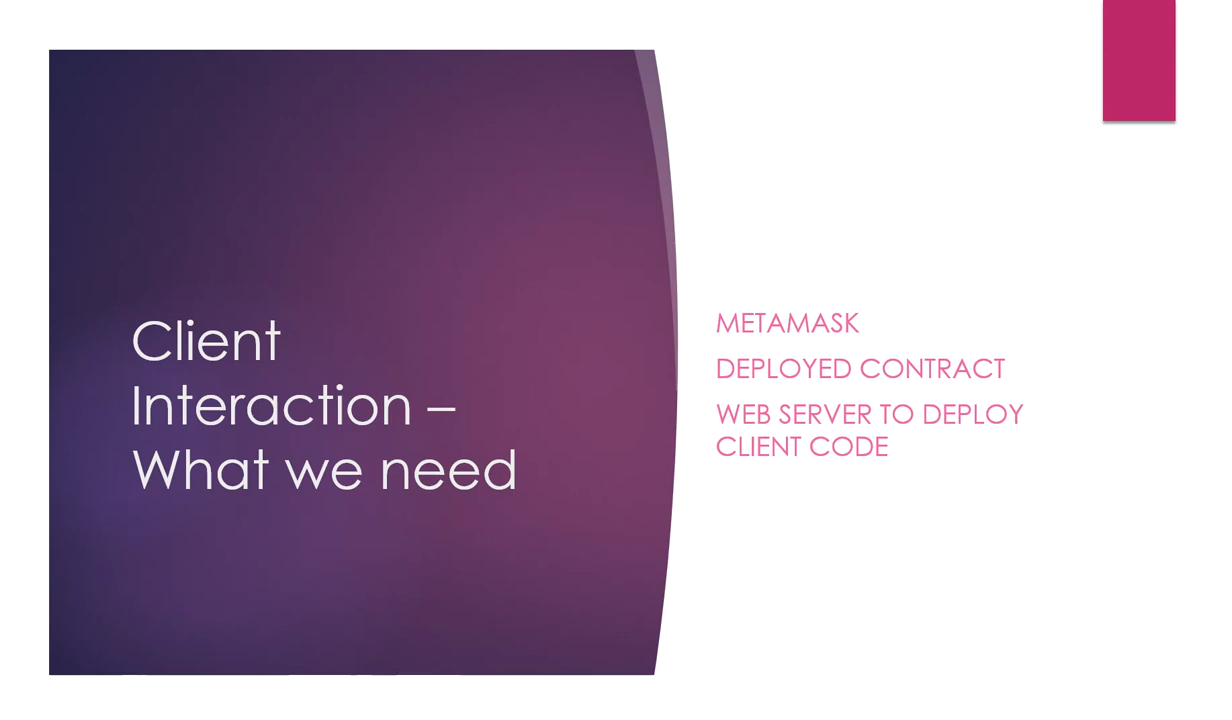 Client
Interaction –
What we need
METAMASK
DEPLOYED CONTRACT
WEB SERVER TO DEPLOY
CLIENT CODE